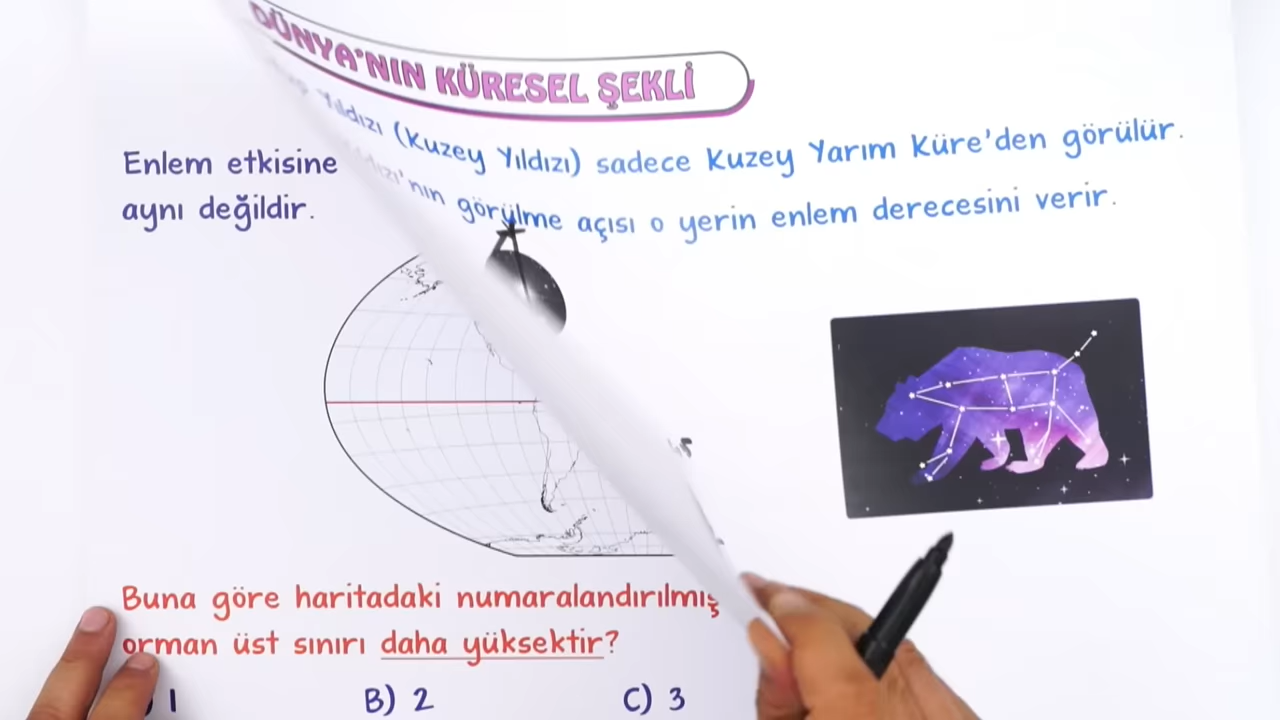 DÜNYA'NIN KÜRESEL ŞEKLİ
Yıldızı (Kuzey Yıldızı) sadece Kuzey Yarım Küre'den görülür.
görülme açısı o yerin enlem derecesini verir.
Enlem etkisine
aynı değildir.
Buna göre haritadaki numaralandırılmış
orman üst sınırı daha yüksektir?
1
B) 2
C) 3